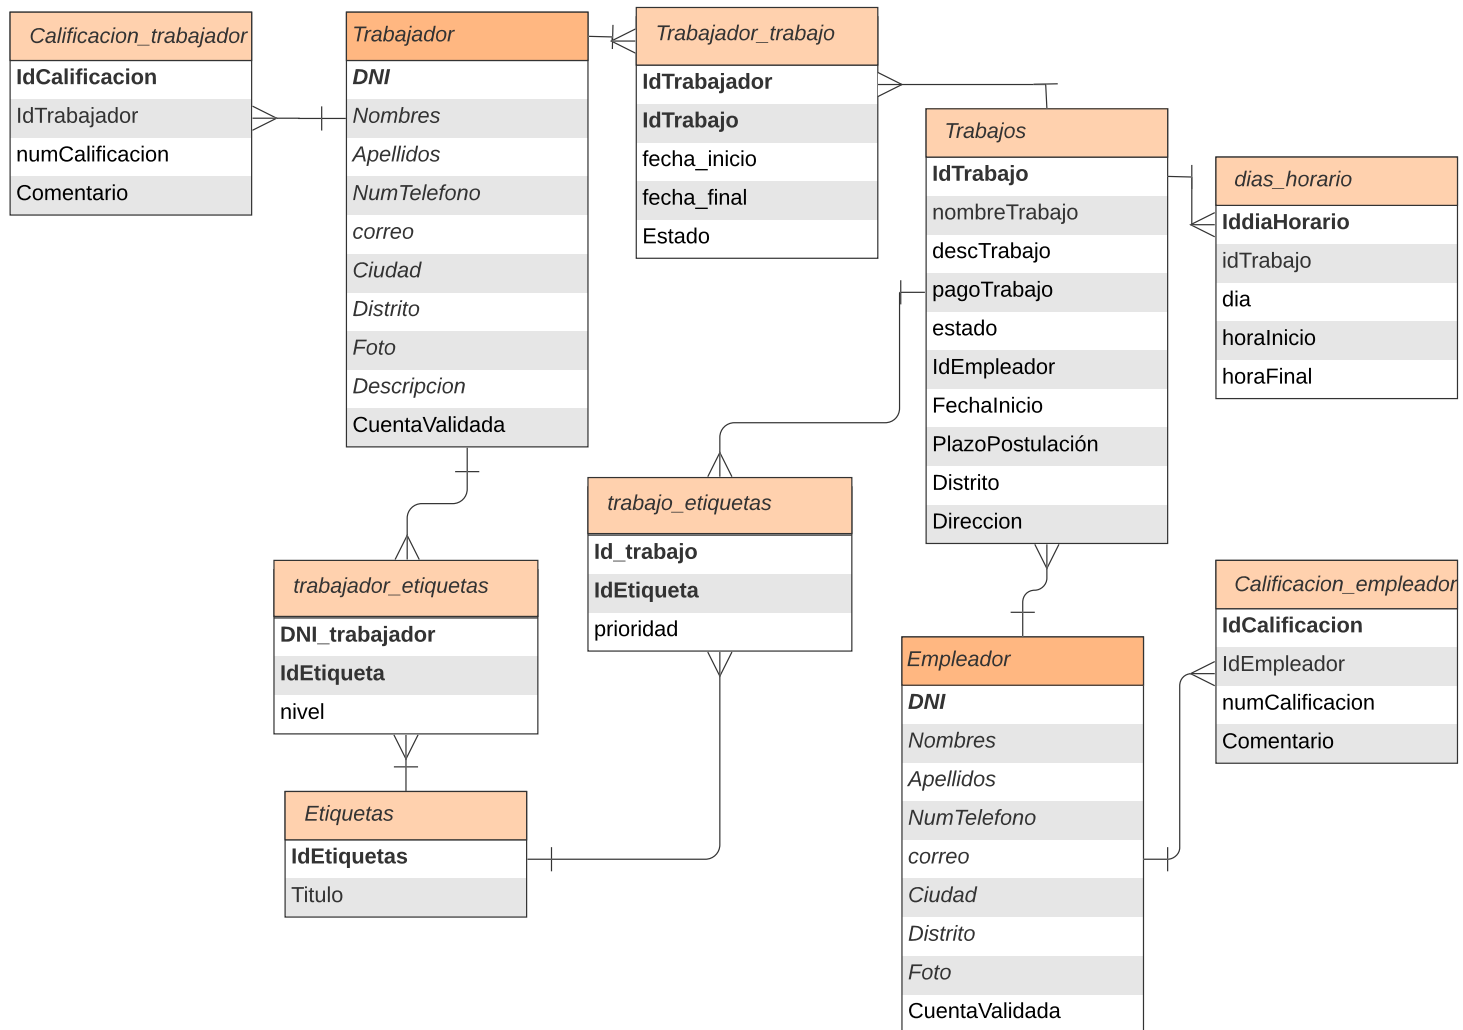 Calificacion_trabajador
IdCalificacion
IdTrabajador
numCalificacion
Comentario
Trabajador
DNI
Nombres
Apellidos
NumTelefono
correo
Ciudad
Distrito
Foto
Descripcion
CuentaValidada
Trabajador_trabajo
IdTrabajador
IdTrabajo
fecha_inicio
fecha_final
Estado
Trabajos
IdTrabajo
nombreTrabajo
descTrabajo
pagoTrabajo
estado
IdEmpleador
FechaInicio
PlazoPostulación
Distrito
Direccion
dias_horario
IddiaHorario
idTrabajo
dia
horaInicio
horaFinal
trabajo_etiquetas
Id_trabajo
IdEtiqueta
prioridad
trabajador_etiquetas
DNI_trabajador
IdEtiqueta
nivel
Etiquetas
IdEtiquetas
Titulo
Empleador
DNI
Nombres
Apellidos
NumTelefono
correo
Ciudad
Distrito
Foto
CuentaValidada
Calificacion_empleador
IdCalificacion
IdEmpleador
numCalificacion
Comentario